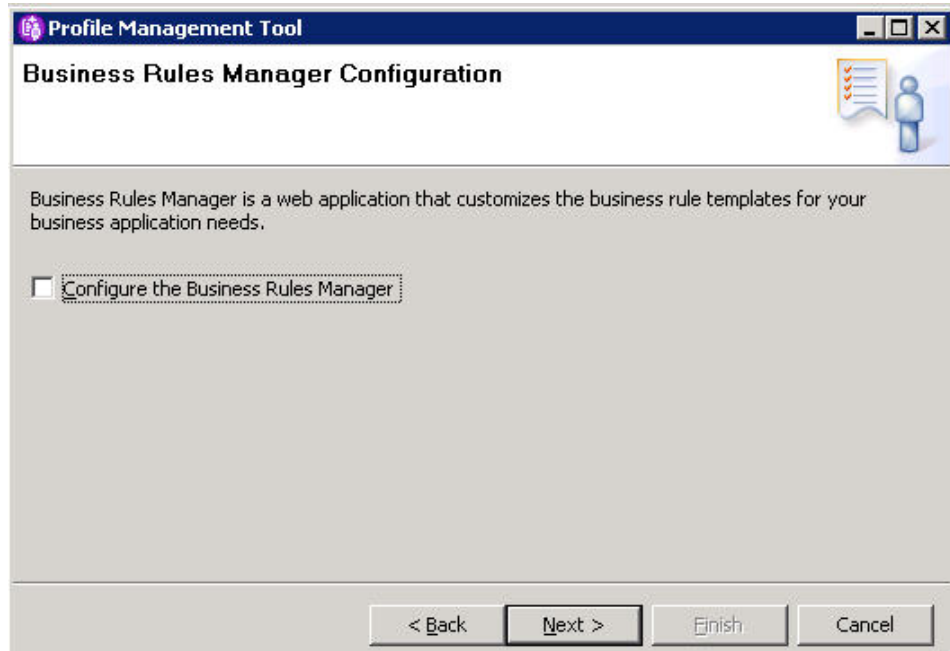 Profile Management Tool
Business Rules Manager Configuration
Business Rules Manager is a web application that customizes the business rule templates for your
business application needs.
Configure the Business Rules Manager
< Back
Next >
Finish
Cancel